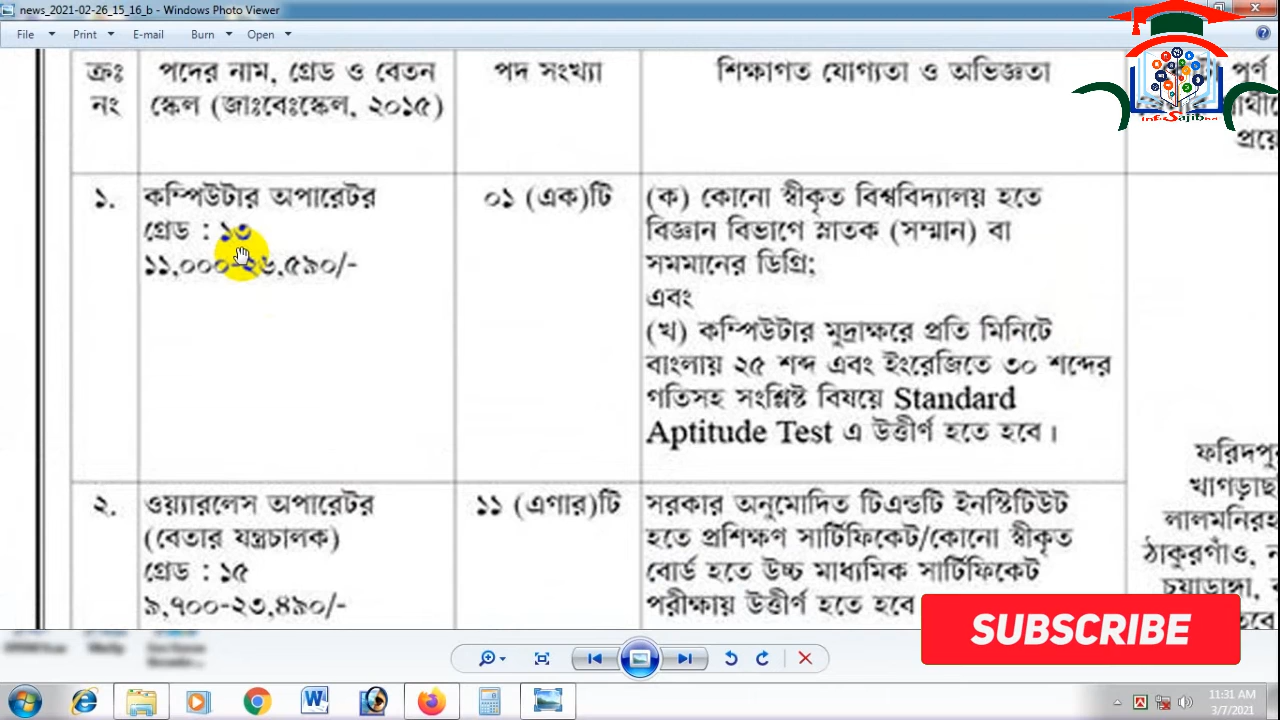 news_2021-02-26_15_16_b - Windows Photo Viewer
File Print E-mail Burn Open
ক্রঃ নং
পদের নাম, গ্রেড ও বেতন
স্কেল (জাঃবেঃস্কেল, ২০১৫)
পদ সংখ্যা
শিক্ষাগত যোগ্যতা ও অভিজ্ঞতা
পূর্ণ
InfoSajibBd
১.
কম্পিউটার অপারেটর
গ্রেড : ১৩
১১,০০০-২৬,৫৯০/-
০১ (এক)টি
(ক) কোনো স্বীকৃত বিশ্ববিদ্যালয় হতে
বিজ্ঞান বিভাগে স্নাতক (সম্মান) বা
সমমানের ডিগ্রি;
এবং
(খ) কম্পিউটার মুদ্রাক্ষরে প্রতি মিনিটে
বাংলায় ২৫ শব্দ এবং ইংরেজিতে ৩০ শব্দের
গতিসহ সংশ্লিষ্ট বিষয়ে Standard
Aptitude Test এ উত্তীর্ণ হতে হবে।
২.
ওয়্যারলেস অপারেটর
(বেতার যন্ত্রচালক)
গ্রেড : ১৫
৯,৭০০-২৩,৪৯০/-
১১ (এগার)টি
সরকার অনুমোদিত টিএন্ডটি ইনস্টিটিউট
হতে প্রশিক্ষণ সার্টিফিকেট/কোনো স্বীকৃত
বোর্ড হতে উচ্চ মাধ্যমিক সার্টিফিকেট
পরীক্ষায় উত্তীর্ণ হতে হবে
ফরিদপু
খাগড়াছ
লালমনিরহ
ঠাকুরগাঁও, ন
চুয়াডাঙ্গা,
SUBSCRIBE
11:31 AM
3/7/2021